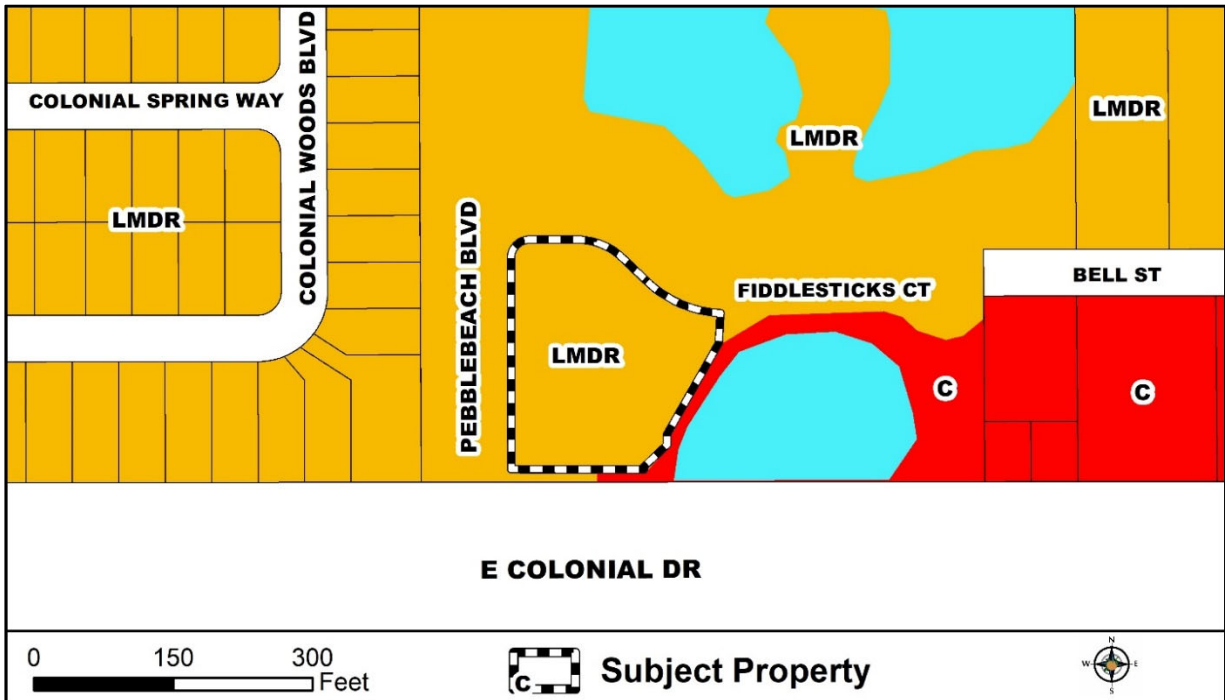 COLONIAL SPRING WAY
COLONIAL WOODS BLVD
LMDR
LMDR
LMDR
PEBBLEBEACH BLVD
LMDR
FIDDLESTICKS CT
BELL ST
C
C
E COLONIAL DR
0 150 300
Feet
C
Subject Property
N
W E
S